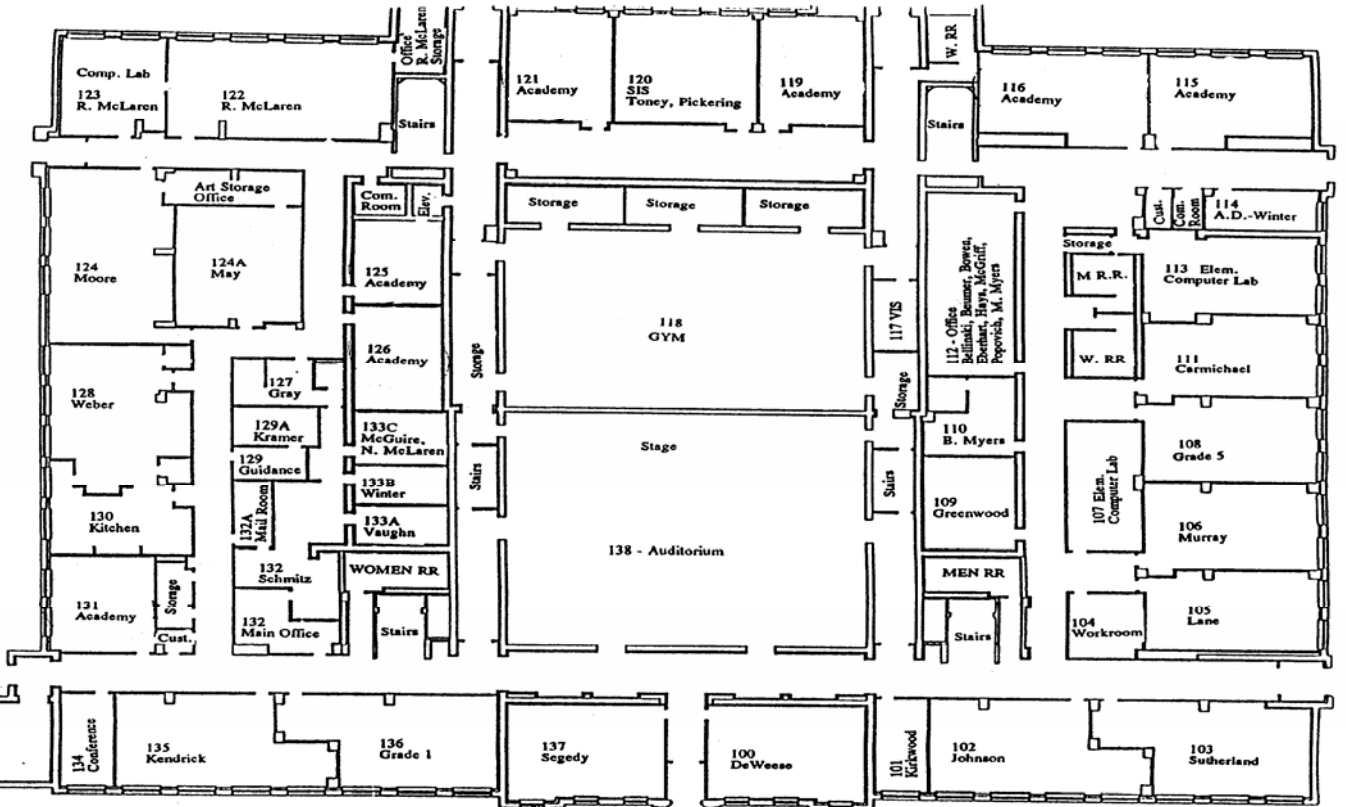 Office
R. McLaren
Storage
W. RR
Comp. Lab
123
R. McLaren
122
R. McLaren
Stairs
121
Academy
120
SIS
Toney, Pickering
119
Academy
Stairs
116
Academy
115
Academy
Art Storage
Office
Com.
Room
Elev.
Storage
Storage
Storage
Cust.
Com.
Room
114
A.D.-Winter
124
Moore
124A
May
125
Academy
118
GYM
117 VIS
112 - Office
Bellinski, Beumer, Bowen,
Eberhart, Hays, McGriff,
Popovich, M. Myers
Storage
M R.R.
113 Elem.
Computer Lab
126
Academy
Storage
Storage
W. RR
111
Carmichael
128
Weber
127
Gray
129A
Kramer
129
Guidance
133C
McGuire,
N. McLaren
133B
Winter
133A
Vaughn
Stairs
Stage
Stairs
110
B. Myers
109
Greenwood
107 Elem.
Computer Lab
108
Grade 5
106
Murray
130
Kitchen
132A
Mail Room
138 - Auditorium
132
Schmitz
WOMEN RR
MEN RR
131
Academy
Storage
Cust.
132
Main Office
Stairs
Stairs
104
Workroom
105
Lane
134
Conference
135
Kendrick
136
Grade 1
137
Segedy
100
DeWeese
101
Kirkwood
102
Johnson
103
Sutherland